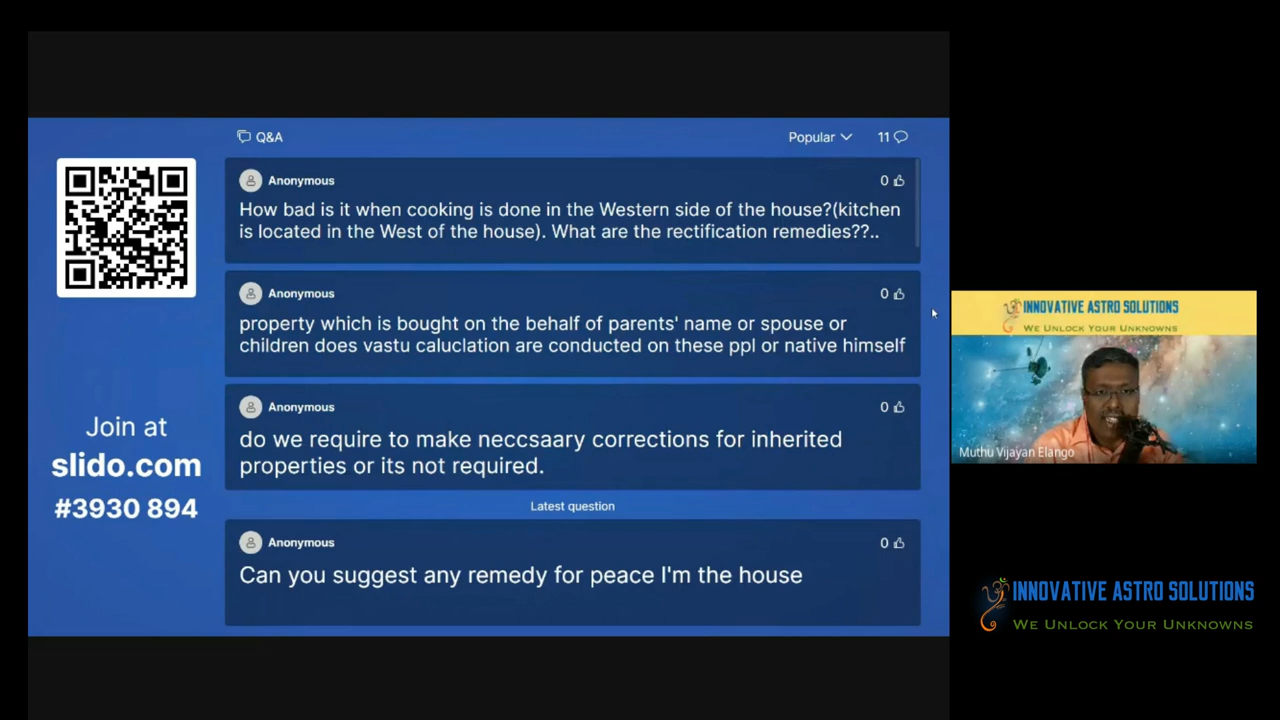 Q&A
Popular
11
Anonymous
0
How bad is it when cooking is done in the Western side of the house?(kitchen
is located in the West of the house). What are the rectification remedies??..
Anonymous
0
property which is bought on the behalf of parents' name or spouse or
children does vastu caluclation are conducted on these ppl or native himself
Anonymous
0
do we require to make neccsaary corrections for inherited
properties or its not required.
Latest question
Anonymous
0
Can you suggest any remedy for peace I'm the house
Join at
slido.com
#3930 894
INNOVATIVE ASTRO SOLUTIONS
WE UNLOCK YOUR UNKNOWNS
Muthu Vijayan Elango
INNOVATIVE ASTRO SOLUTIONS
WE UNLOCK YOUR UNKNOWNS